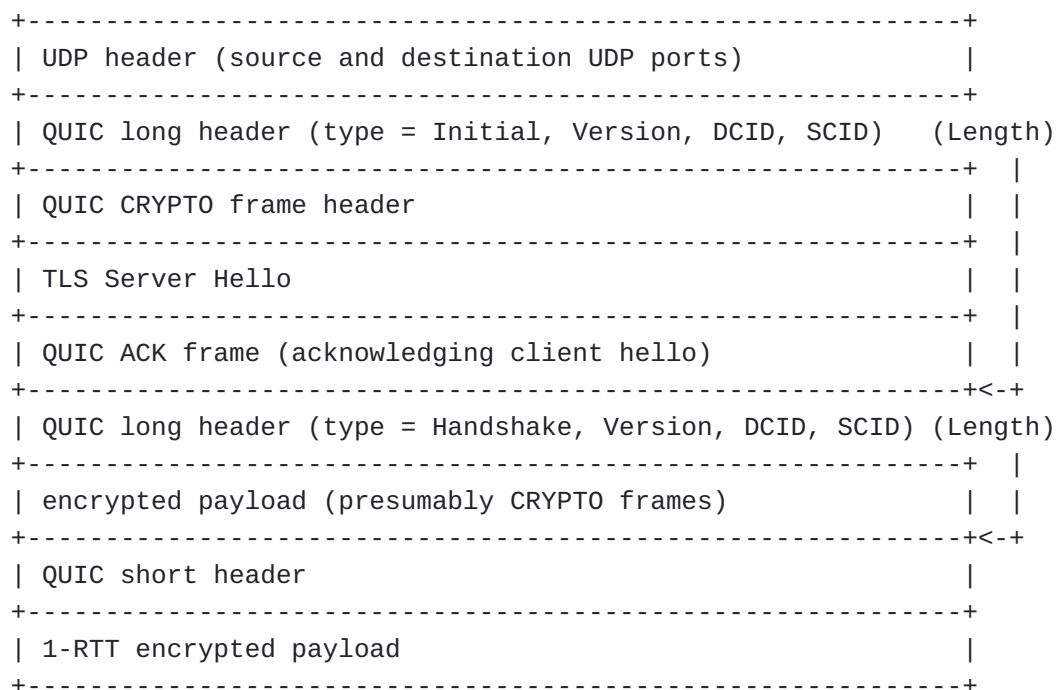 +------------------------------------------------------------+
| UDP header (source and destination UDP ports)              |
+------------------------------------------------------------+
| QUIC long header (type = Initial, Version, DCID, SCID)   (Length)
+------------------------------------------------------------+  |
| QUIC CRYPTO frame header                                   |  |
+------------------------------------------------------------+  |
| TLS Server Hello                                           |  |
+------------------------------------------------------------+  |
| QUIC ACK frame (acknowledging client hello)                |  |
+------------------------------------------------------------+<-+
| QUIC long header (type = Handshake, Version, DCID, SCID) (Length)
+------------------------------------------------------------+  |
| encrypted payload (presumably CRYPTO frames)               |  |
+------------------------------------------------------------+<-+
| QUIC short header                                          |
+------------------------------------------------------------+
| 1-RTT encrypted payload                                    |
+------------------------------------------------------------+